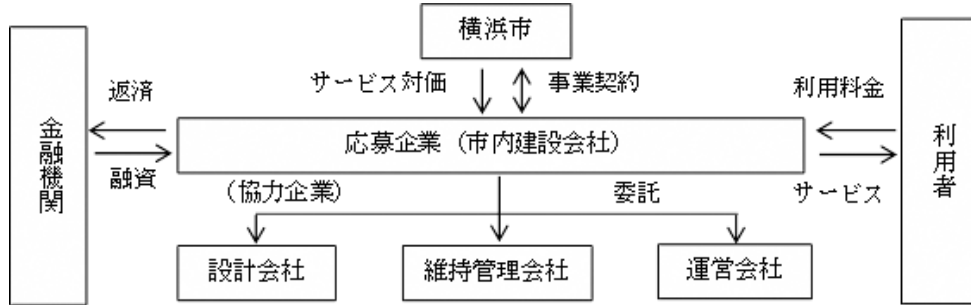 横浜市
サービス対価
事業契約
返済
利用料金
金融機関
応募企業（市内建設会社）
利用者
融資
（協力企業）
委託
サービス
設計会社
維持管理会社
運営会社